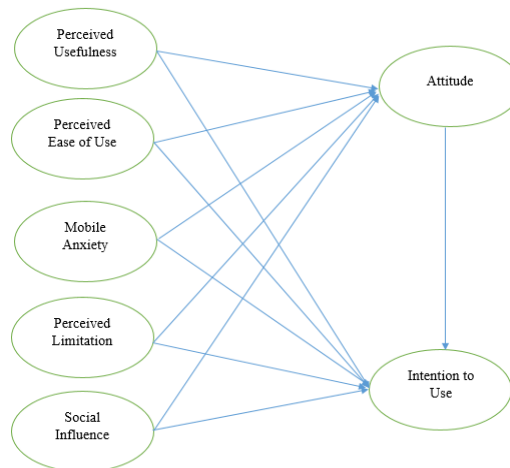 Perceived
Usefulness
Attitude
Perceived
Ease of Use
Mobile
Anxiety
Perceived
Limitation
Intention to
Use
Social
Influence